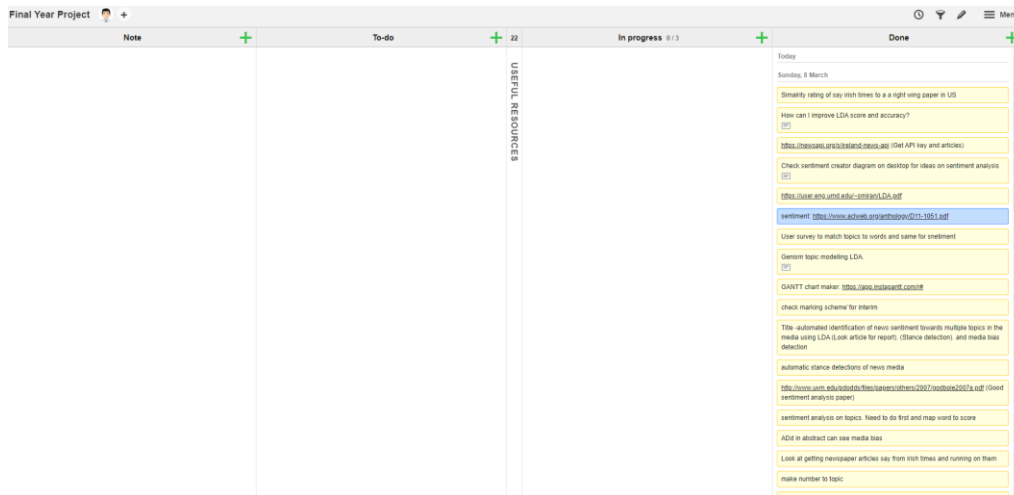 Final Year Project +
Men
Note +
To-do +
22
In progress 0 / 3 +
Done +
USEFUL RESOURCES
Today
Sunday, 8 March
Simalrity rating of say irish times to a a right wing paper in US
How can I improve LDA score and accuracy?
https://newsapi.org/s/ireland-news-api (Get API key and articles)
Check sentiment creator diagram on desktop for ideas on sentiment analysis
https://user.eng.umd.edu/~smiran/LDA.pdf
sentiment: https://www.aclweb.org/anthology/D11-1051.pdf
User survey to match topics to words and same for snetiment
Genism topic modelling LDA.
GANTT chart maker: https://app.instagantt.com/r#
check marking scheme for interim
Title -automated identification of news sentiment towards multiple topics in the
media using LDA (Look article for report), (Stance detection). and media bias
detection
automatic stance detections of news media
http://www.uvm.edu/pdodds/files/papers/others/2007/godbole2007a.pdf (Good
sentiment analysis paper)
sentiment analysis on topics. Need to do first and map word to score
ADd in abstract can see media bias
Look at getting newspaper articles say from irish times and running on them
make number to topic